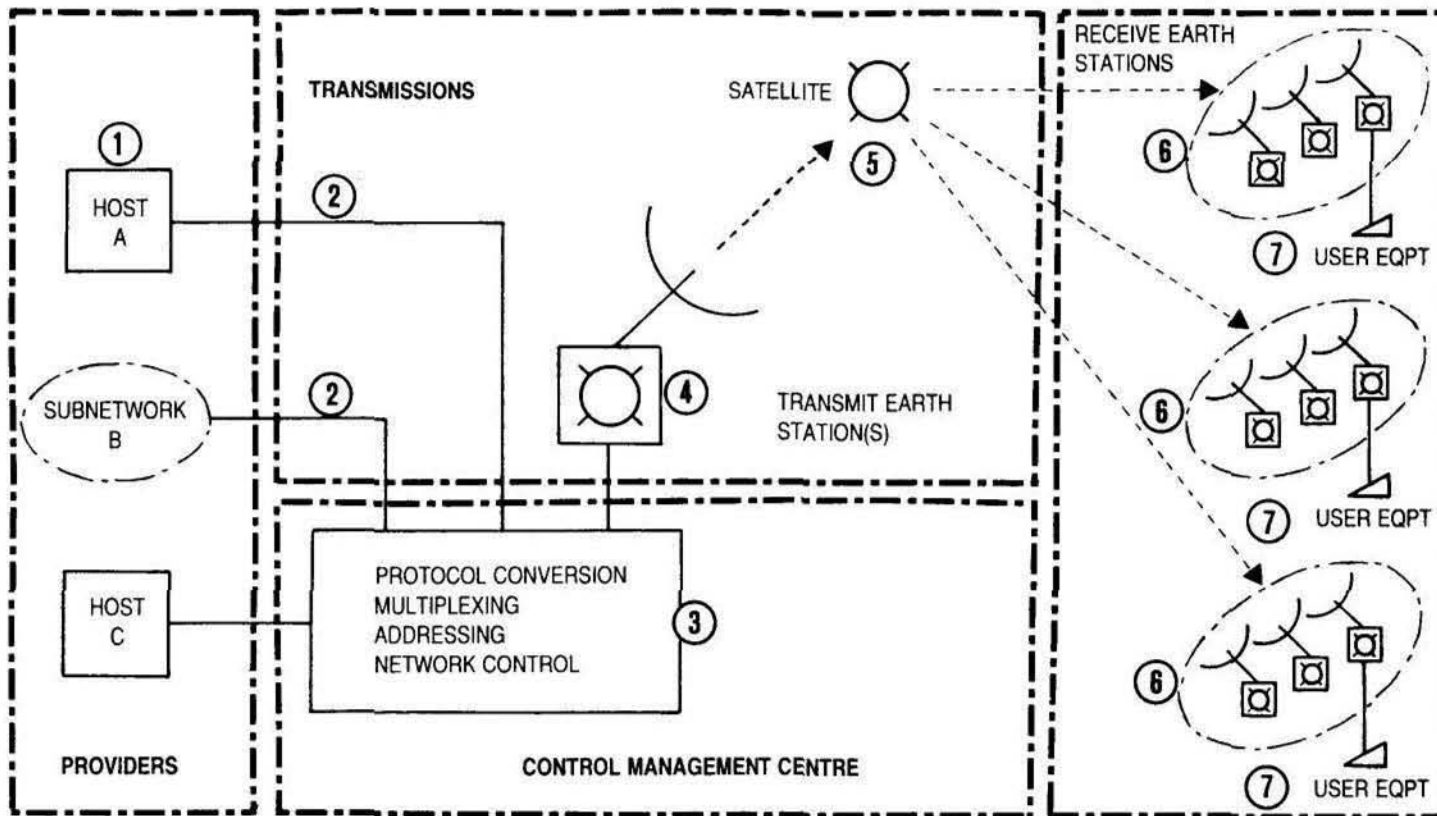 1
HOST
A
2
SUBNETWORK
B
2
HOST
C
PROVIDERS
TRANSMISSIONS
SATELLITE
5
4
TRANSMIT EARTH
STATION(S)
PROTOCOL CONVERSION
MULTIPLEXING
ADDRESSING
NETWORK CONTROL
3
CONTROL MANAGEMENT CENTRE
RECEIVE EARTH
STATIONS
6
7
USER EQPT
6
7
USER EQPT
6
7
USER EQPT